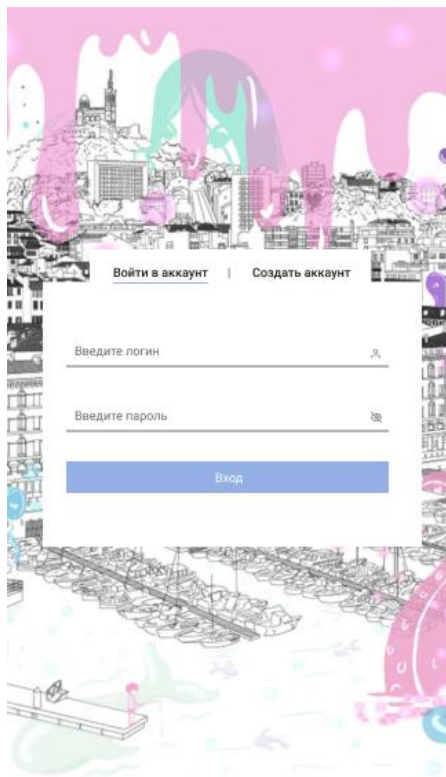 Войти в аккаунт | Создать аккаунт
Введите логин
Введите пароль
Вход